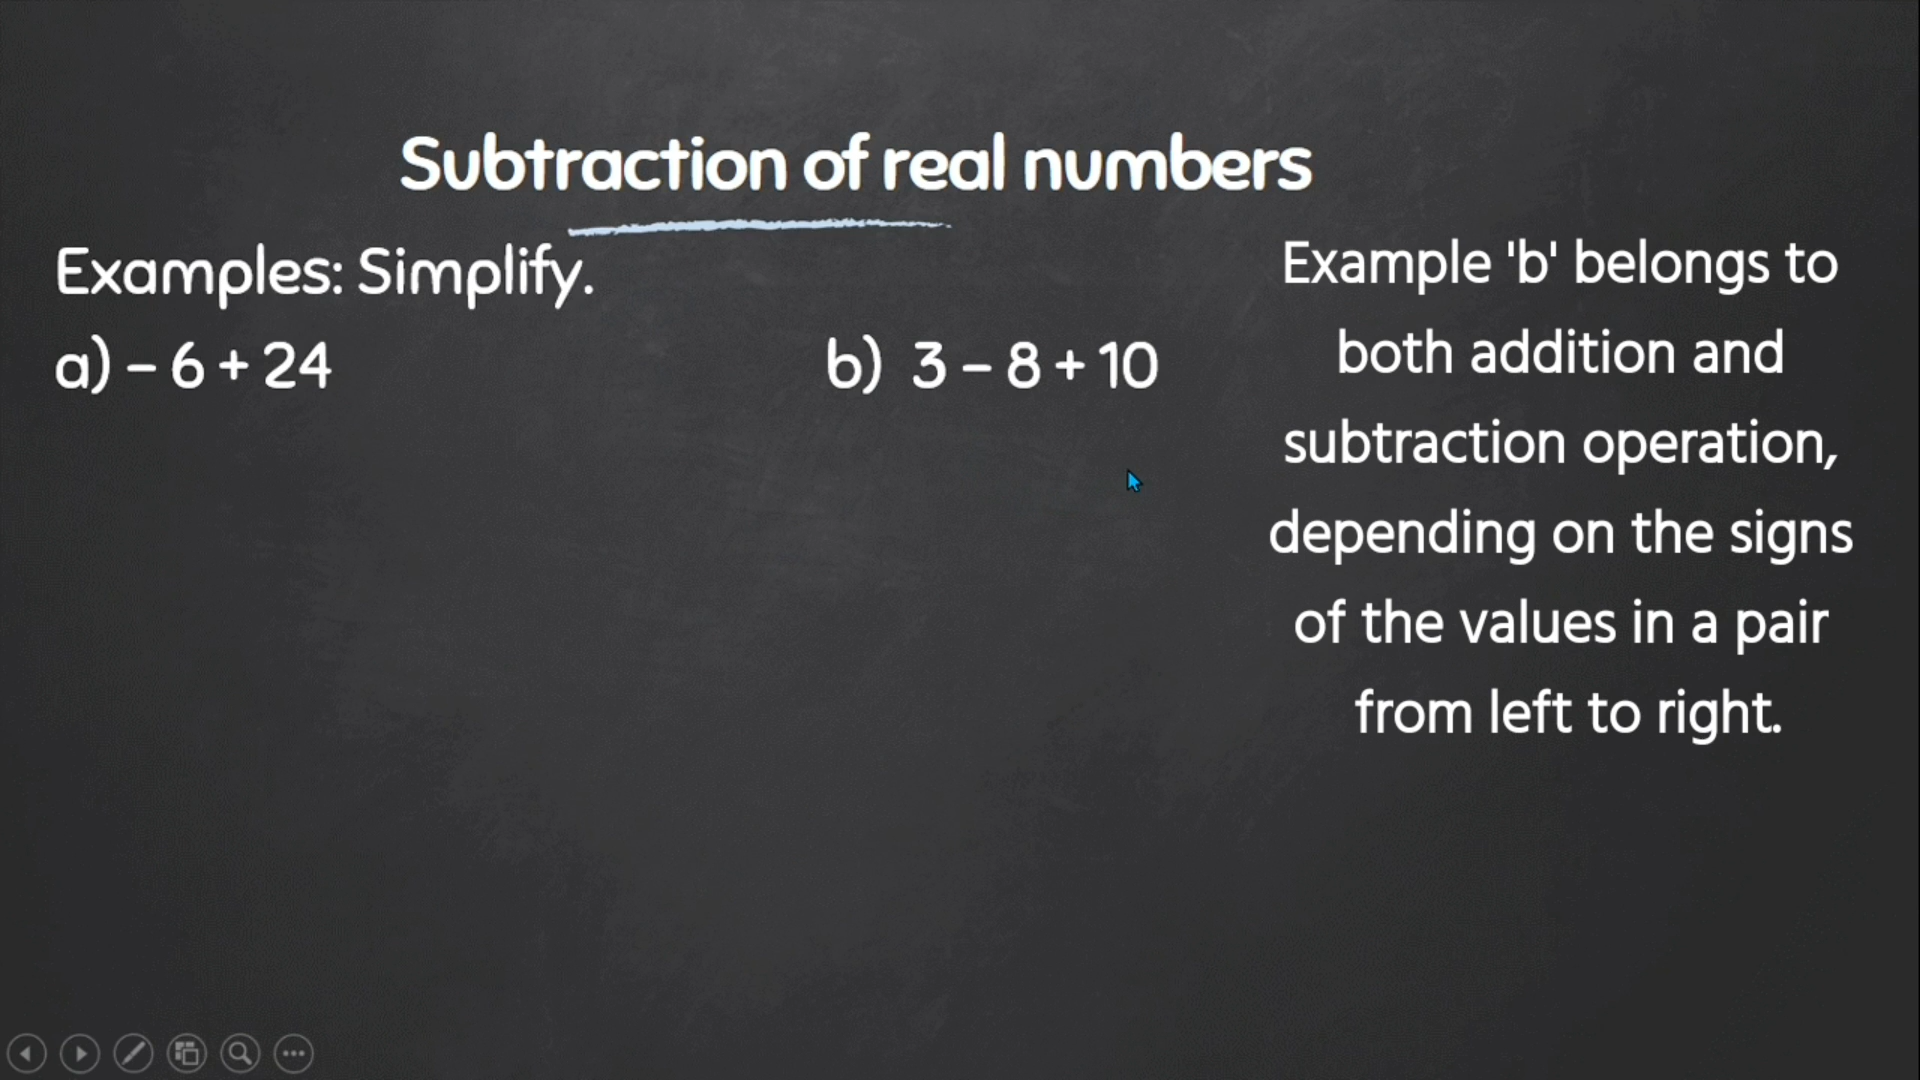 Subtraction of real numbers
Examples: Simplify.
a) – 6 + 24
b) 3 – 8 + 10
Example 'b' belongs to
both addition and
subtraction operation,
depending on the signs
of the values in a pair
from left to right.